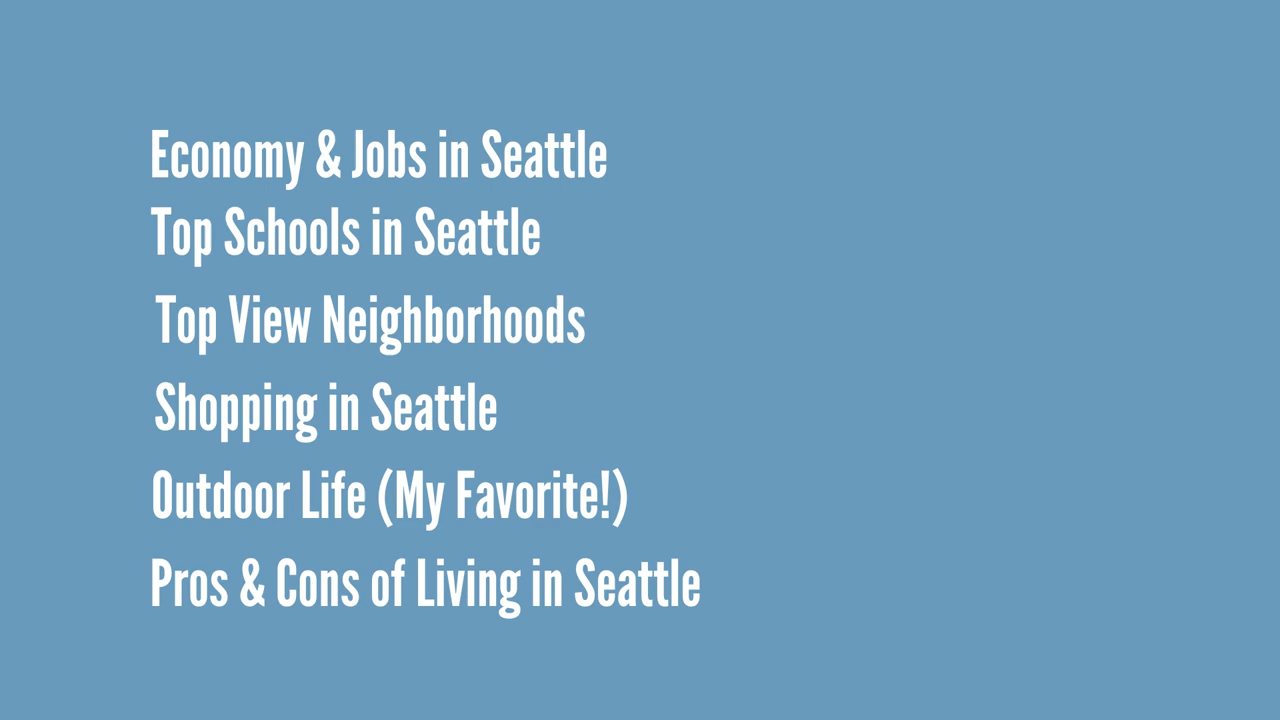 Economy & Jobs in Seattle
Top Schools in Seattle
Top View Neighborhoods
Shopping in Seattle
Outdoor Life (My Favorite!)
Pros & Cons of Living in Seattle